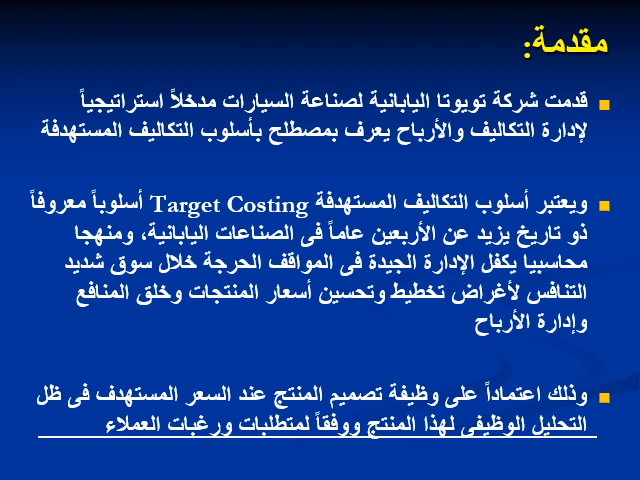 مقدمة:
قدمت شركة تويوتا اليابانية لصناعة السيارات مدخلاً استراتيجياً
لإدارة التكاليف والأرباح يعرف بمصطلح بأسلوب التكاليف المستهدفة
ويعتبر أسلوب التكاليف المستهدفة Target Costing أسلوباً معروفاً
ذو تاريخ يزيد عن الأربعين عاماً فى الصناعات اليابانية، ومنهجا
محاسبيا يكفل الإدارة الجيدة فى المواقف الحرجة خلال سوق شديد
التنافس لأغراض تخطيط وتحسين أسعار المنتجات وخلق المنافع
وإدارة الأرباح
وذلك اعتماداً على وظيفة تصميم المنتج عند السعر المستهدف فى ظل
التحليل الوظيفى لهذا المنتج ووفقاً لمتطلبات ورغبات العملاء